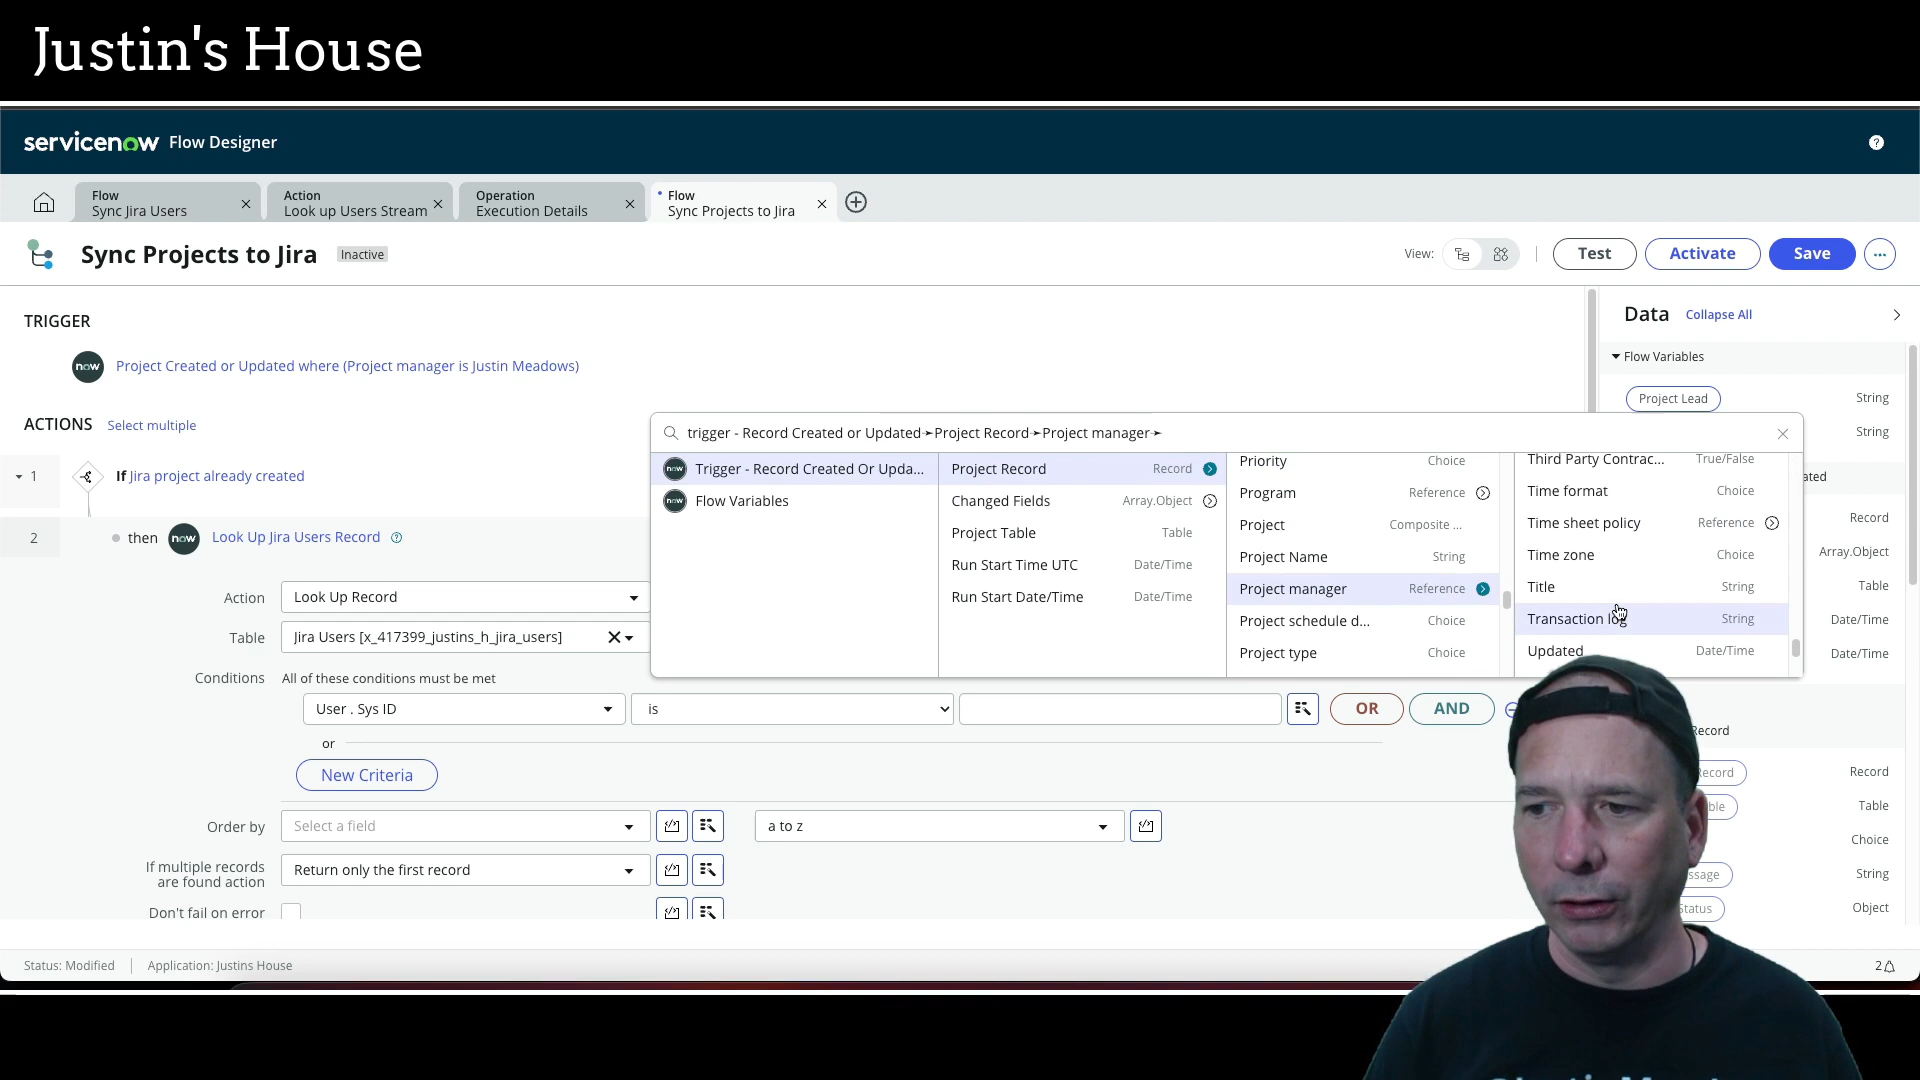 Justin's House
servicenow Flow Designer
Flow
Sync Jira Users
Action
Look up Users Stream
Operation
Execution Details
Flow
Sync Projects to Jira
Sync Projects to Jira
Inactive
View:
Test
Activate
Save
TRIGGER
now
Project Created or Updated where (Project manager is Justin Meadows)
ACTIONS
Select multiple
1
If Jira project already created
2
then
now
Look Up Jira Users Record
Action
Look Up Record
Table
Jira Users [x_417399_justins_h_jira_users]
Conditions
All of these conditions must be met
User . Sys ID
is
OR
AND
or
New Criteria
Order by
Select a field
a to z
If multiple records
are found action
Return only the first record
Don't fail on error
trigger - Record Created or Updated➛Project Record➛Project manager➛
now Trigger - Record Created Or Upda...
now Flow Variables
Project Record Record
Changed Fields Array.Object
Project Table Table
Run Start Time UTC Date/Time
Run Start Date/Time Date/Time
Priority Choice
Program Reference
Project Composite ...
Project Name String
Project manager Reference
Project schedule d... Choice
Project type Choice
Third Party Contrac... True/False
Time format Choice
Time sheet policy Reference
Time zone Choice
Title String
Transaction log String
Updated Date/Time
Data
Collapse All
Flow Variables
Project Lead String
String
ated
Record
Array.Object
Table
Date/Time
Date/Time
Record
Record Record
ble Table
Choice
ssage String
Status Object
Status: Modified
Application: Justins House
2